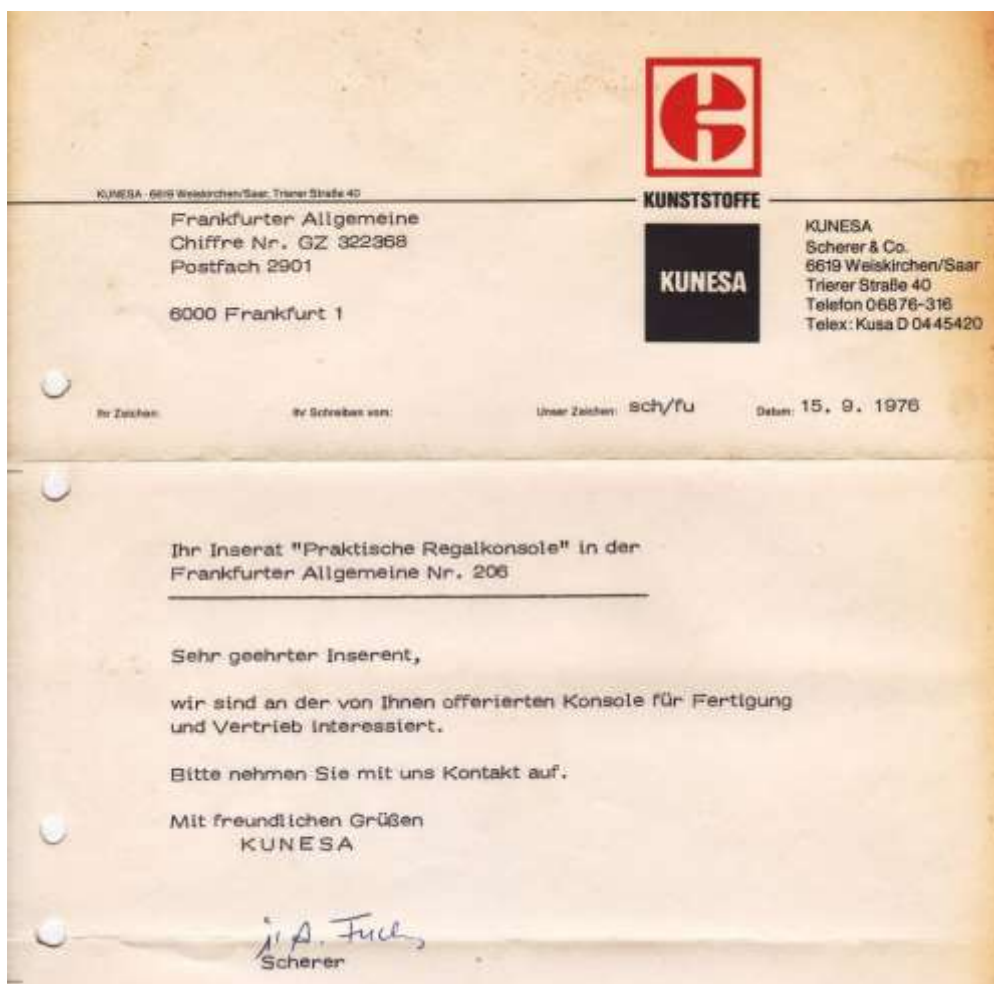 KUNSTSTOFFE
KUNESA
KUNESA · 6619 Weiskirchen/Saar, Trierer Straße 40
Frankfurter Allgemeine
Chiffre Nr. GZ 322368
Postfach 2901
6000 Frankfurt 1
KUNESA
Scherer & Co.
6619 Weiskirchen/Saar
Trierer Straße 40
Telefon 06876-316
Telex: Kusa D 0445420
Ihr Zeichen: Ihr Schreiben vom: Unser Zeichen: sch/fu Datum: 15. 9. 1976
Ihr Inserat "Praktische Regalkonsole" in der
Frankfurter Allgemeine Nr. 206
Sehr geehrter Inserent,
wir sind an der von Ihnen offerierten Konsole für Fertigung
und Vertrieb interessiert.
Bitte nehmen Sie mit uns Kontakt auf.
Mit freundlichen Grüßen
KUNESA
i. A. Fuchs
Scherer